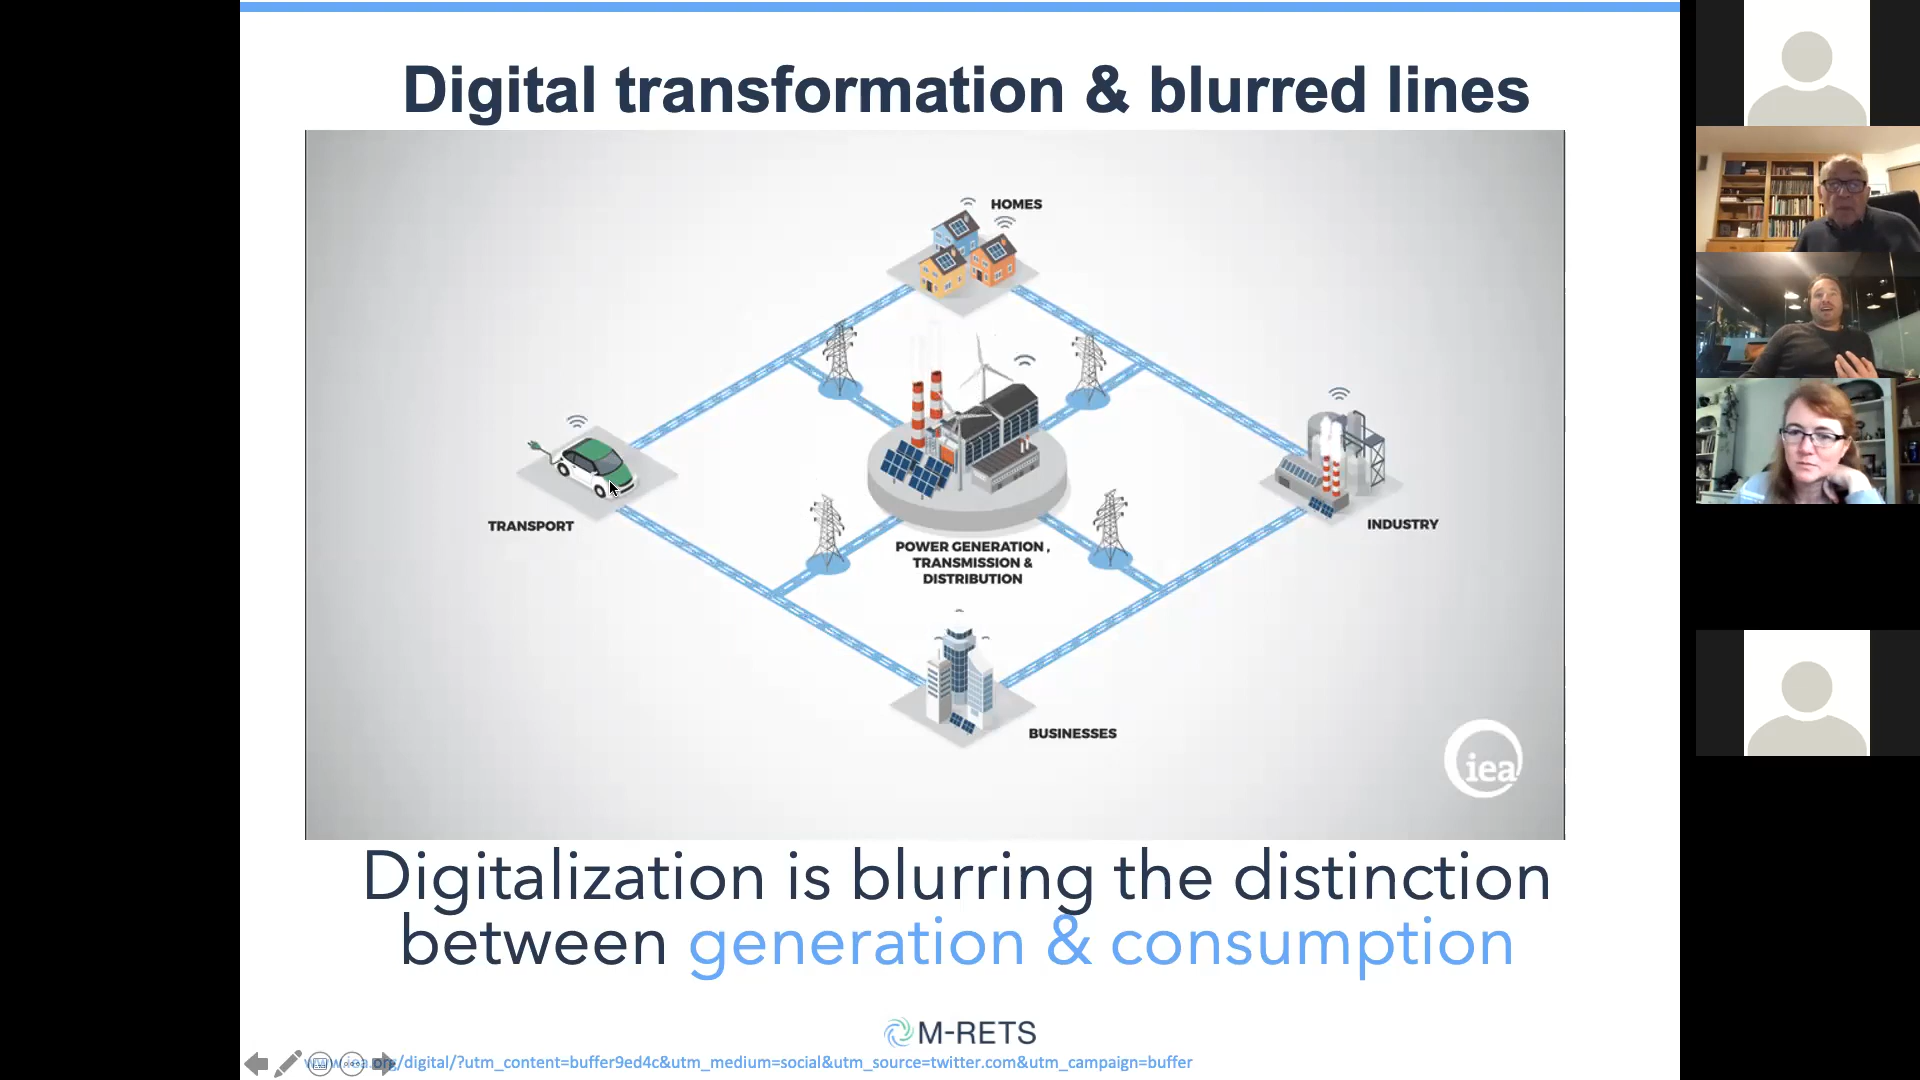 Digital transformation & blurred lines
HOMES
TRANSPORT
INDUSTRY
POWER GENERATION,
TRANSMISSION &
DISTRIBUTION
BUSINESSES
iea
Digitalization is blurring the distinction
between generation & consumption
M-RETS
/digital/?utm_content=buffer9ed4c&utm_medium=social&utm_source=twitter.com&utm_campaign=buffer